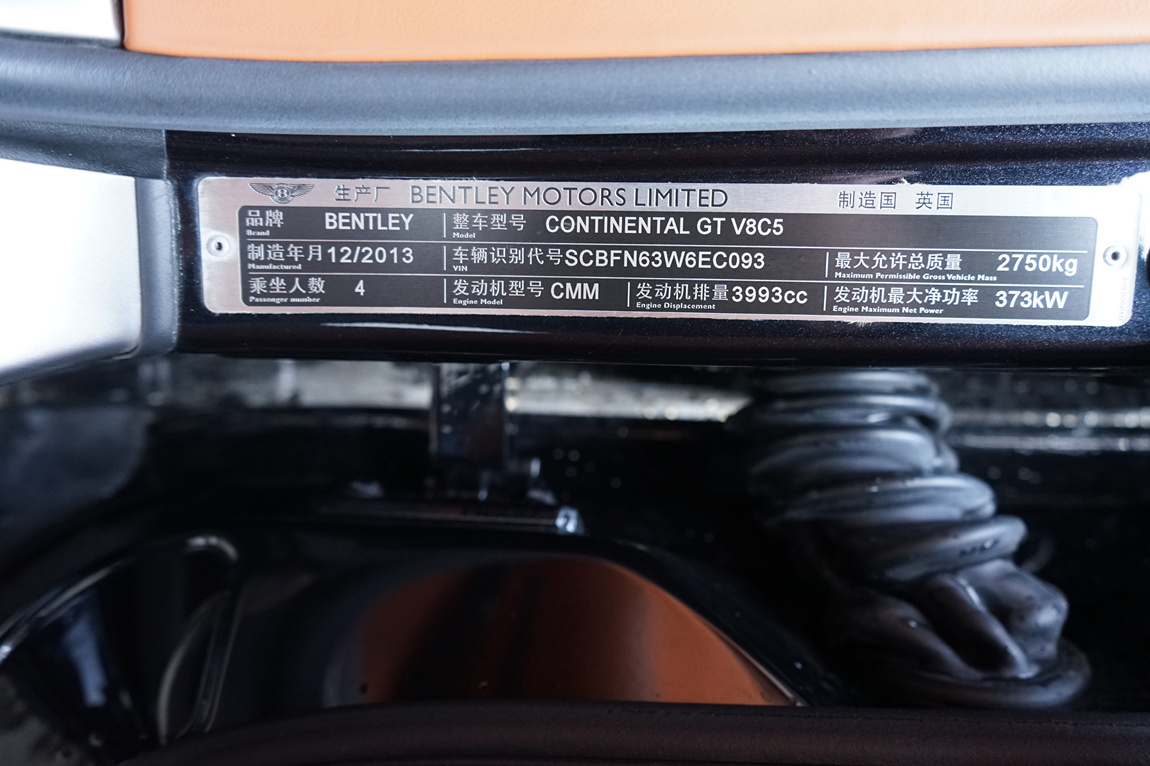 生产厂 BENTLEY MOTORS LIMITED 制造国 英国
品牌 BENTLEY 整车型号 CONTINENTAL GT V8C5
Brand Model
制造年月 12/2013 车辆识别代号 SCBFN63W6EC093 最大允许总质量 2750kg
Manufactured VIN Maximum Permissible Gross Vehicle Mass
乘坐人数 4 发动机型号 CMM 发动机排量 3993cc 发动机最大净功率 373kW
Passenger number Engine Model Engine Displacement Engine Maximum Net Power